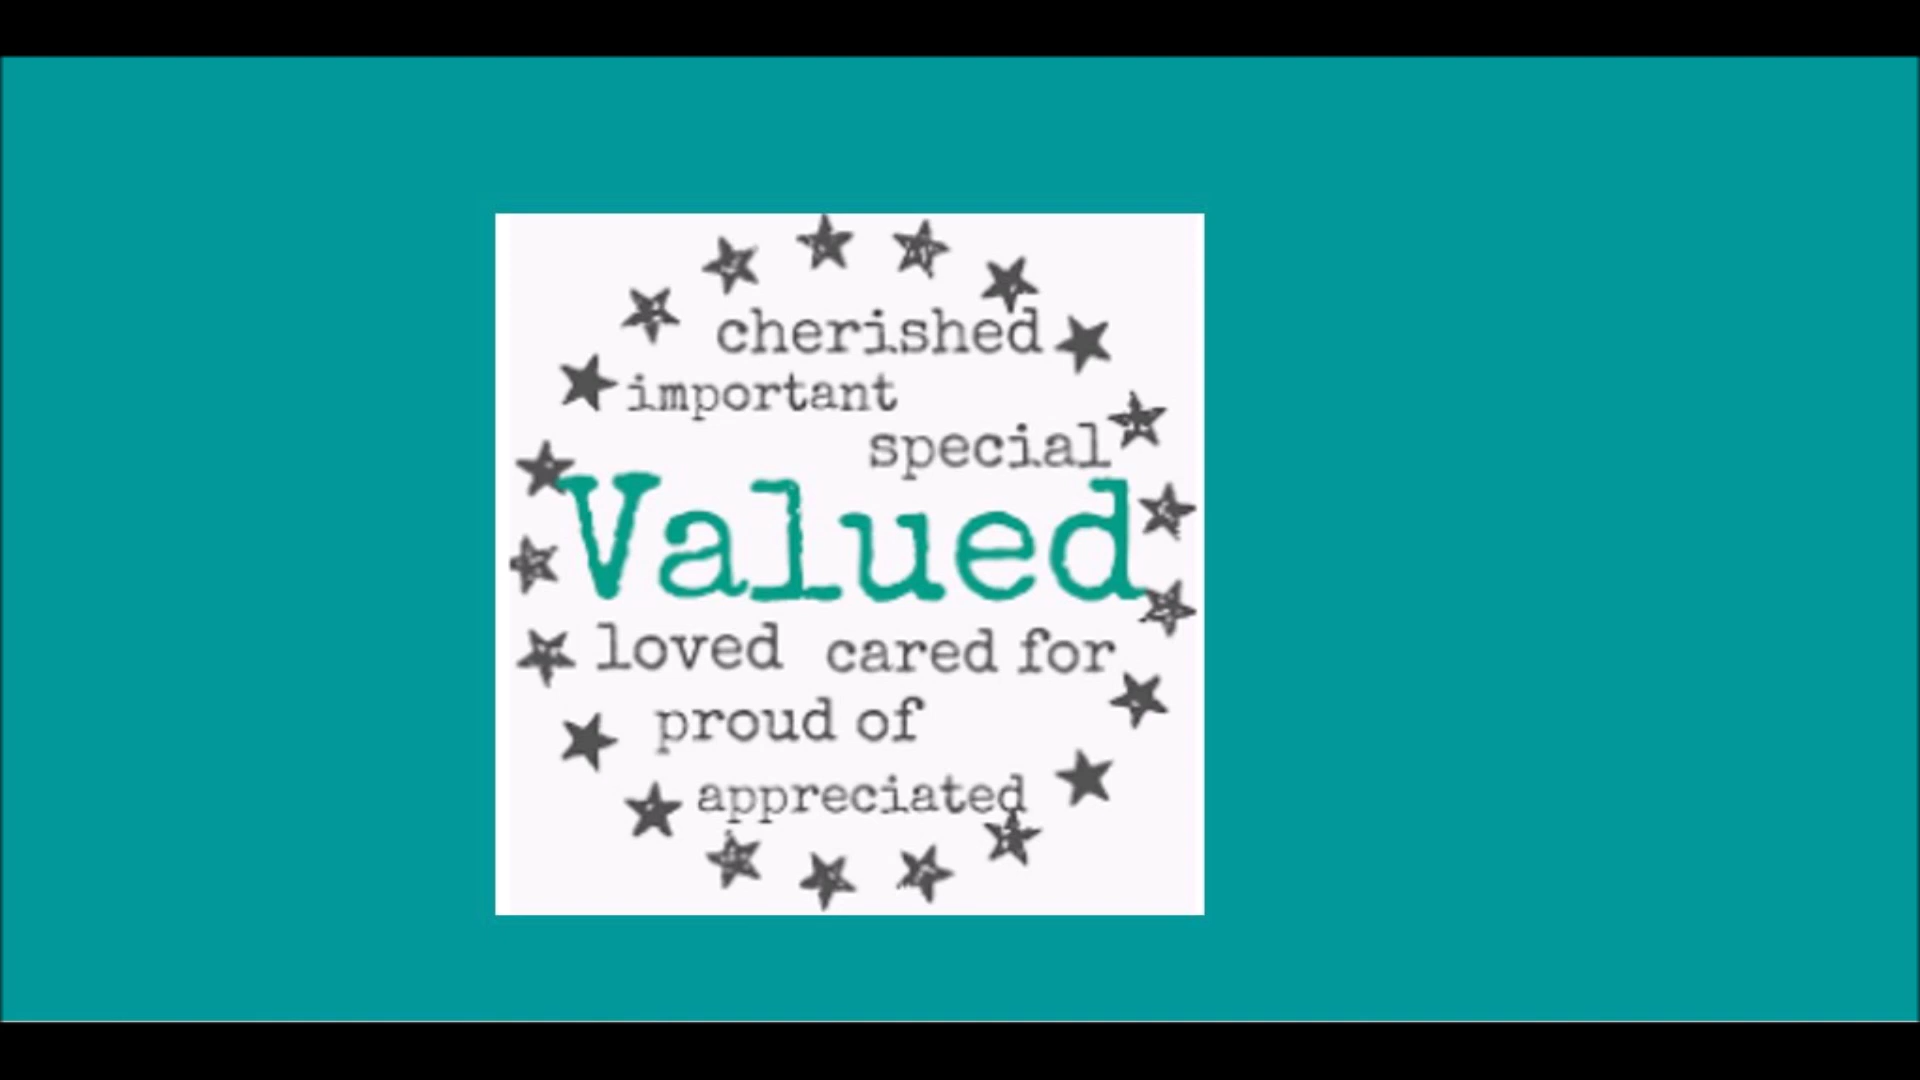 cherished
important
special
Valued
loved cared for
proud of
appreciated